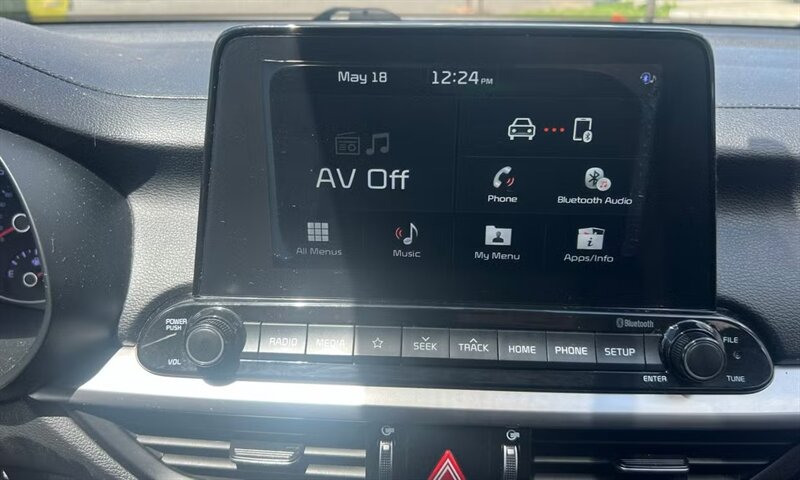 May 18 12:24 PM
AV Off
Phone
Bluetooth Audio
All Menus
Music
My Menu
Apps/Info
Bluetooth
POWER
PUSH
VOL
RADIO
MEDIA
SEEK
TRACK
HOME
PHONE
SETUP
FILE
ENTER
TUNE